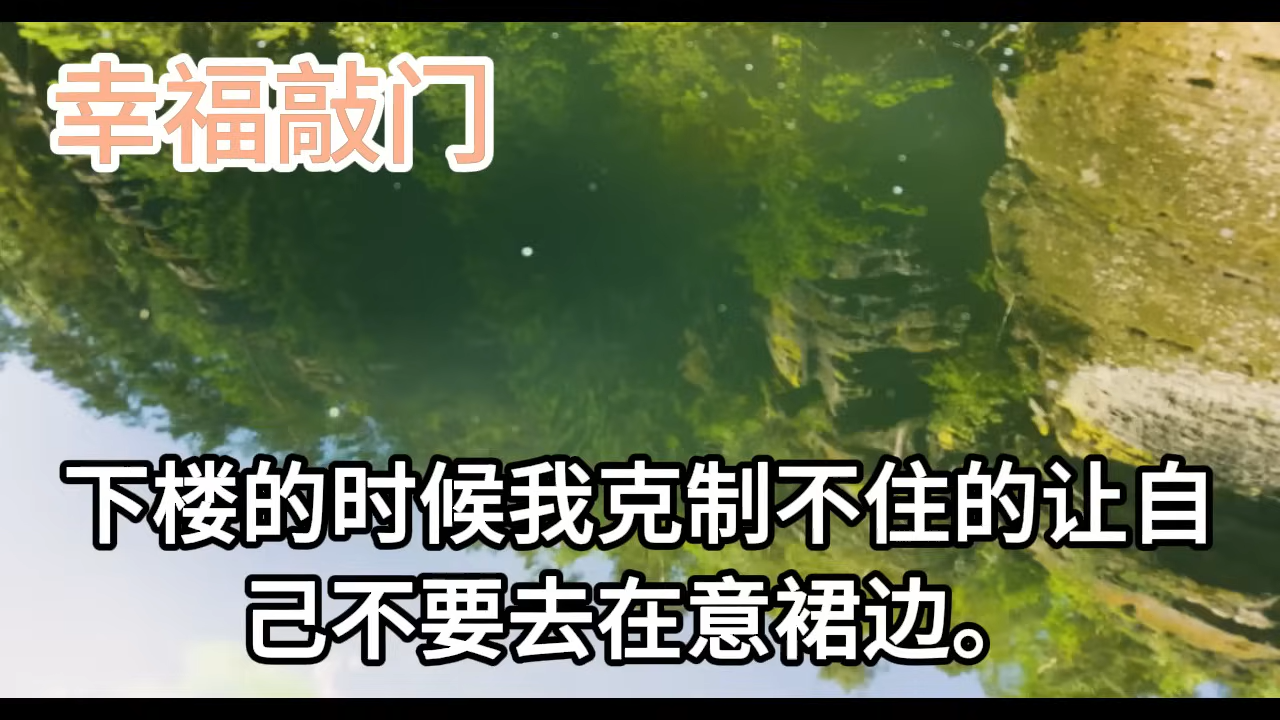 幸福敲门
下楼的时候我克制不住的让自
己不要去在意裙边。